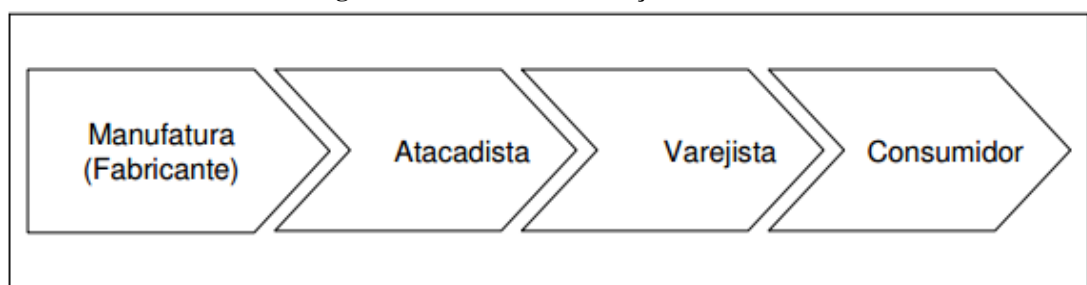 Manufatura
(Fabricante)
Atacadista
Varejista
Consumidor